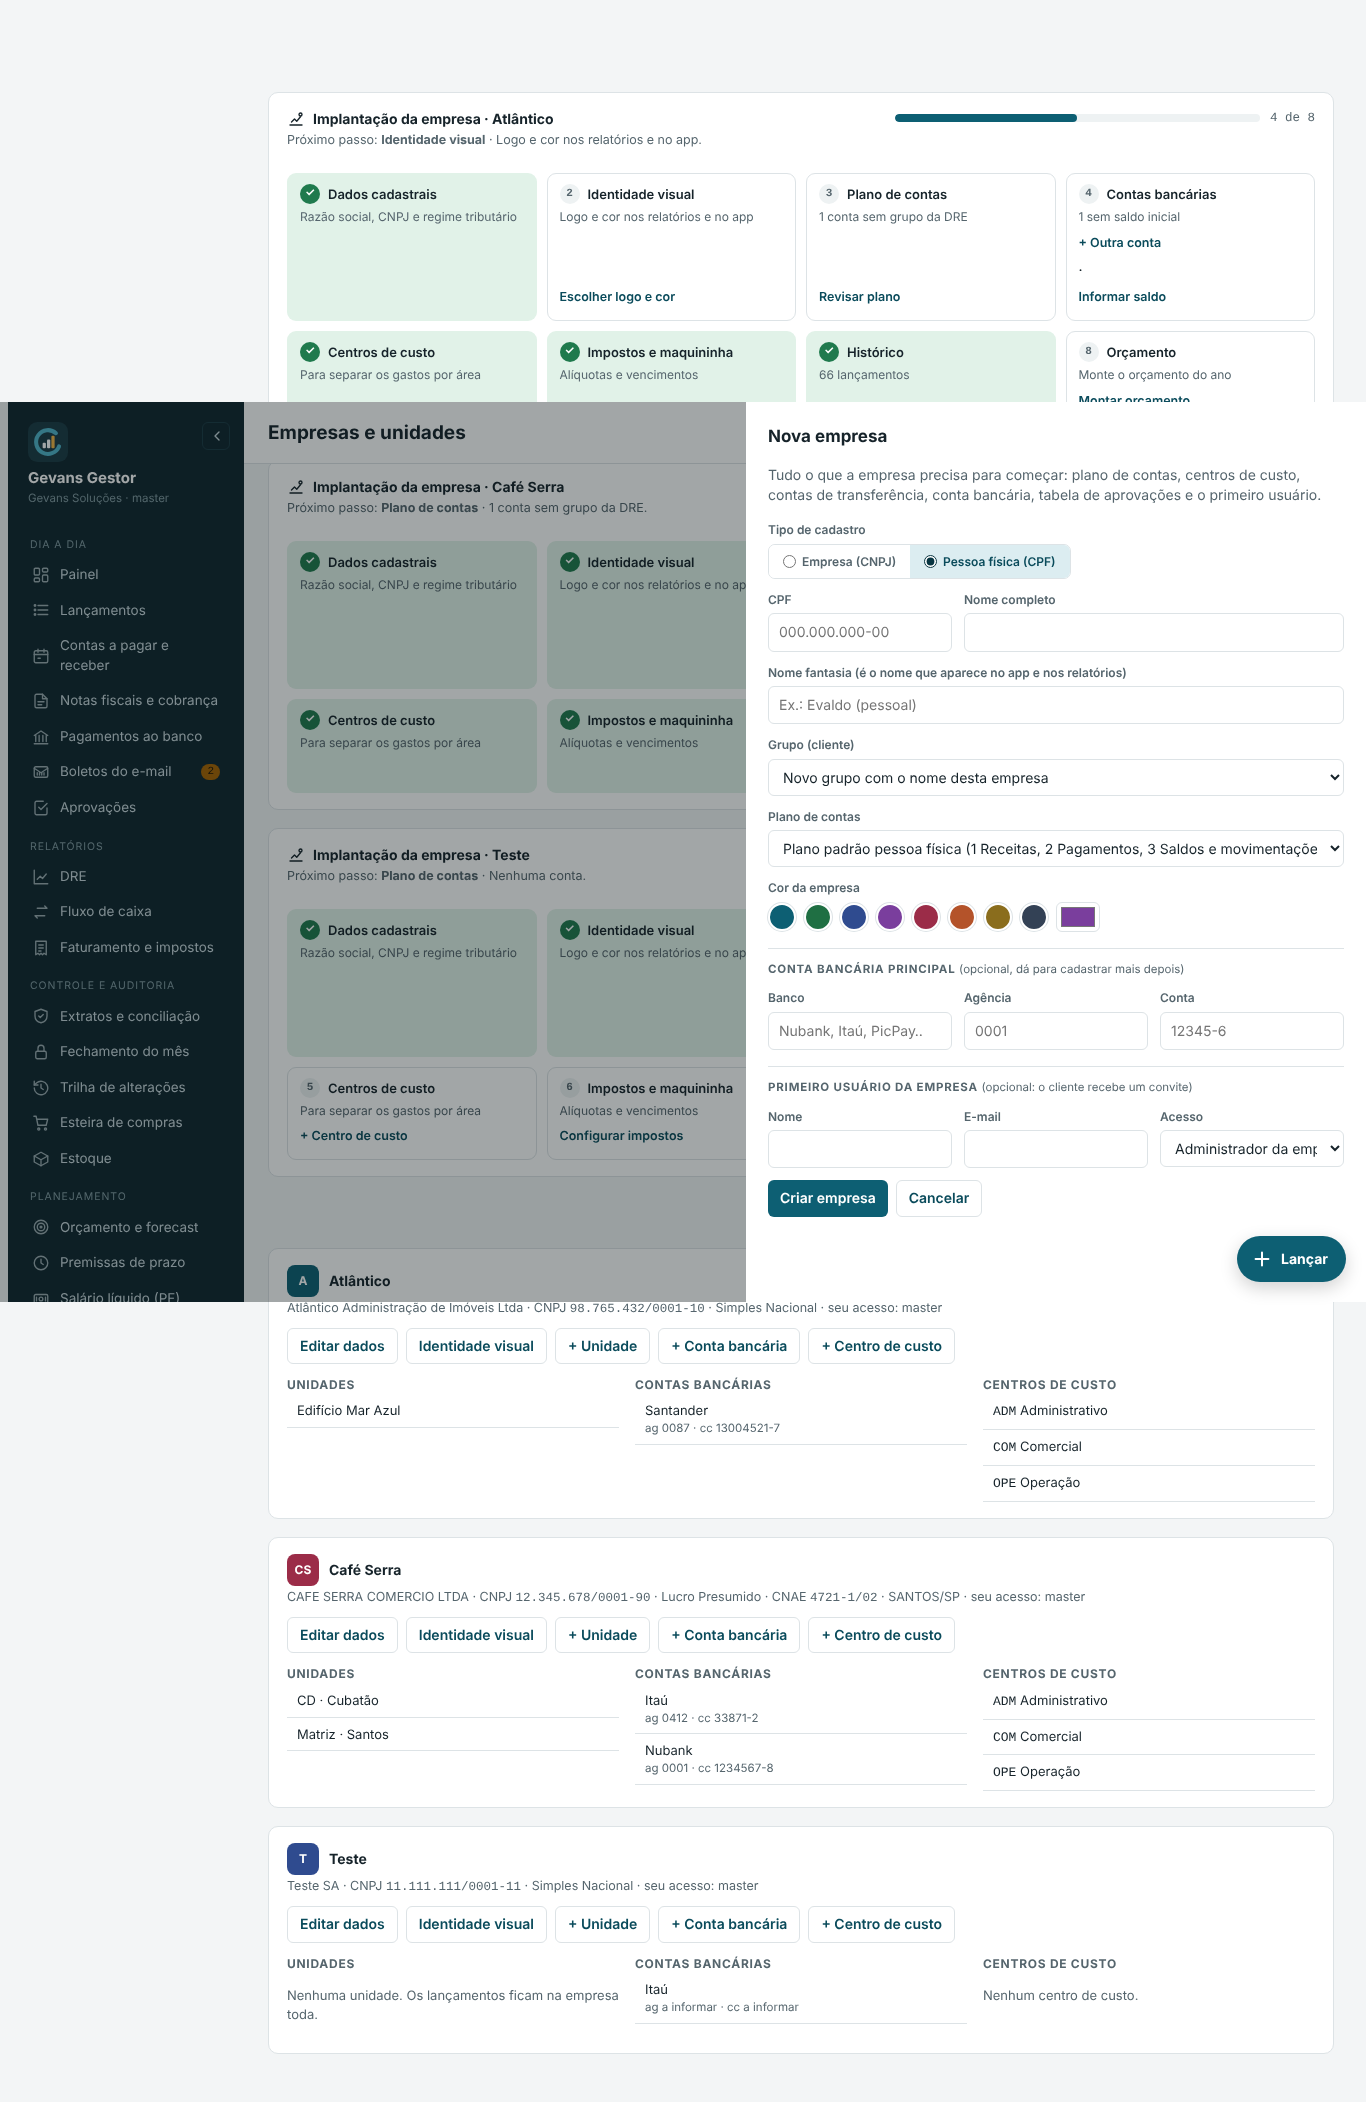 Implantação da empresa · Atlântico
4 de 8
Próximo passo: Identidade visual · Logo e cor nos relatórios e no app.
Dados cadastrais
Razão social, CNPJ e regime tributário
2 Identidade visual
Logo e cor nos relatórios e no app
Escolher logo e cor
3 Plano de contas
1 conta sem grupo da DRE
Revisar plano
4 Contas bancárias
1 sem saldo inicial
+ Outra conta
.
Informar saldo
Centros de custo
Para separar os gastos por área
Impostos e maquininha
Alíquotas e vencimentos
Histórico
66 lançamentos
8 Orçamento
Monte o orçamento do ano
Montar orçamento
Gevans Gestor
Gevans Soluções · master
DIA A DIA
Painel
Lançamentos
Contas a pagar e
receber
Notas fiscais e cobrança
Pagamentos ao banco
Boletos do e-mail 2
Aprovações
RELATÓRIOS
DRE
Fluxo de caixa
Faturamento e impostos
CONTROLE E AUDITORIA
Extratos e conciliação
Fechamento do mês
Trilha de alterações
Esteira de compras
Estoque
PLANEJAMENTO
Orçamento e forecast
Premissas de prazo
Salário líquido (PF)
Empresas e unidades
Implantação da empresa · Café Serra
Próximo passo: Plano de contas · 1 conta sem grupo da DRE.
Dados cadastrais
Razão social, CNPJ e regime tributário
Identidade visual
Logo e cor nos relatórios e no ap
Centros de custo
Para separar os gastos por área
Impostos e maquininha
Alíquotas e vencimentos
Implantação da empresa · Teste
Próximo passo: Plano de contas · Nenhuma conta.
Dados cadastrais
Razão social, CNPJ e regime tributário
Identidade visual
Logo e cor nos relatórios e no ap
5 Centros de custo
Para separar os gastos por área
+ Centro de custo
6 Impostos e maquininha
Alíquotas e vencimentos
Configurar impostos
Nova empresa
Tudo o que a empresa precisa para começar: plano de contas, centros de custo,
contas de transferência, conta bancária, tabela de aprovações e o primeiro usuário.
Tipo de cadastro
Empresa (CNPJ) Pessoa física (CPF)
CPF Nome completo
000.000.000-00
Nome fantasia (é o nome que aparece no app e nos relatórios)
Ex.: Evaldo (pessoal)
Grupo (cliente)
Novo grupo com o nome desta empresa
Plano de contas
Plano padrão pessoa física (1 Receitas, 2 Pagamentos, 3 Saldos e movimentaçõe
Cor da empresa
CONTA BANCÁRIA PRINCIPAL (opcional, dá para cadastrar mais depois)
Banco Agência Conta
Nubank, Itaú, PicPay.. 0001 12345-6
PRIMEIRO USUÁRIO DA EMPRESA (opcional: o cliente recebe um convite)
Nome E-mail Acesso
Administrador da emp
Criar empresa Cancelar
Lançar
A Atlântico
Atlântico Administração de Imóveis Ltda · CNPJ 98.765.432/0001-10 · Simples Nacional · seu acesso: master
Editar dados Identidade visual + Unidade + Conta bancária + Centro de custo
UNIDADES
Edifício Mar Azul
CONTAS BANCÁRIAS
Santander
ag 0087 · cc 13004521-7
CENTROS DE CUSTO
ADM Administrativo
COM Comercial
OPE Operação
CS Café Serra
CAFE SERRA COMERCIO LTDA · CNPJ 12.345.678/0001-90 · Lucro Presumido · CNAE 4721-1/02 · SANTOS/SP · seu acesso: master
Editar dados Identidade visual + Unidade + Conta bancária + Centro de custo
UNIDADES
CD · Cubatão
Matriz · Santos
CONTAS BANCÁRIAS
Itaú
ag 0412 · cc 33871-2
Nubank
ag 0001 · cc 1234567-8
CENTROS DE CUSTO
ADM Administrativo
COM Comercial
OPE Operação
T Teste
Teste SA · CNPJ 11.111.111/0001-11 · Simples Nacional · seu acesso: master
Editar dados Identidade visual + Unidade + Conta bancária + Centro de custo
UNIDADES
Nenhuma unidade. Os lançamentos ficam na empresa
toda.
CONTAS BANCÁRIAS
Itaú
ag a informar · cc a informar
CENTROS DE CUSTO
Nenhum centro de custo.